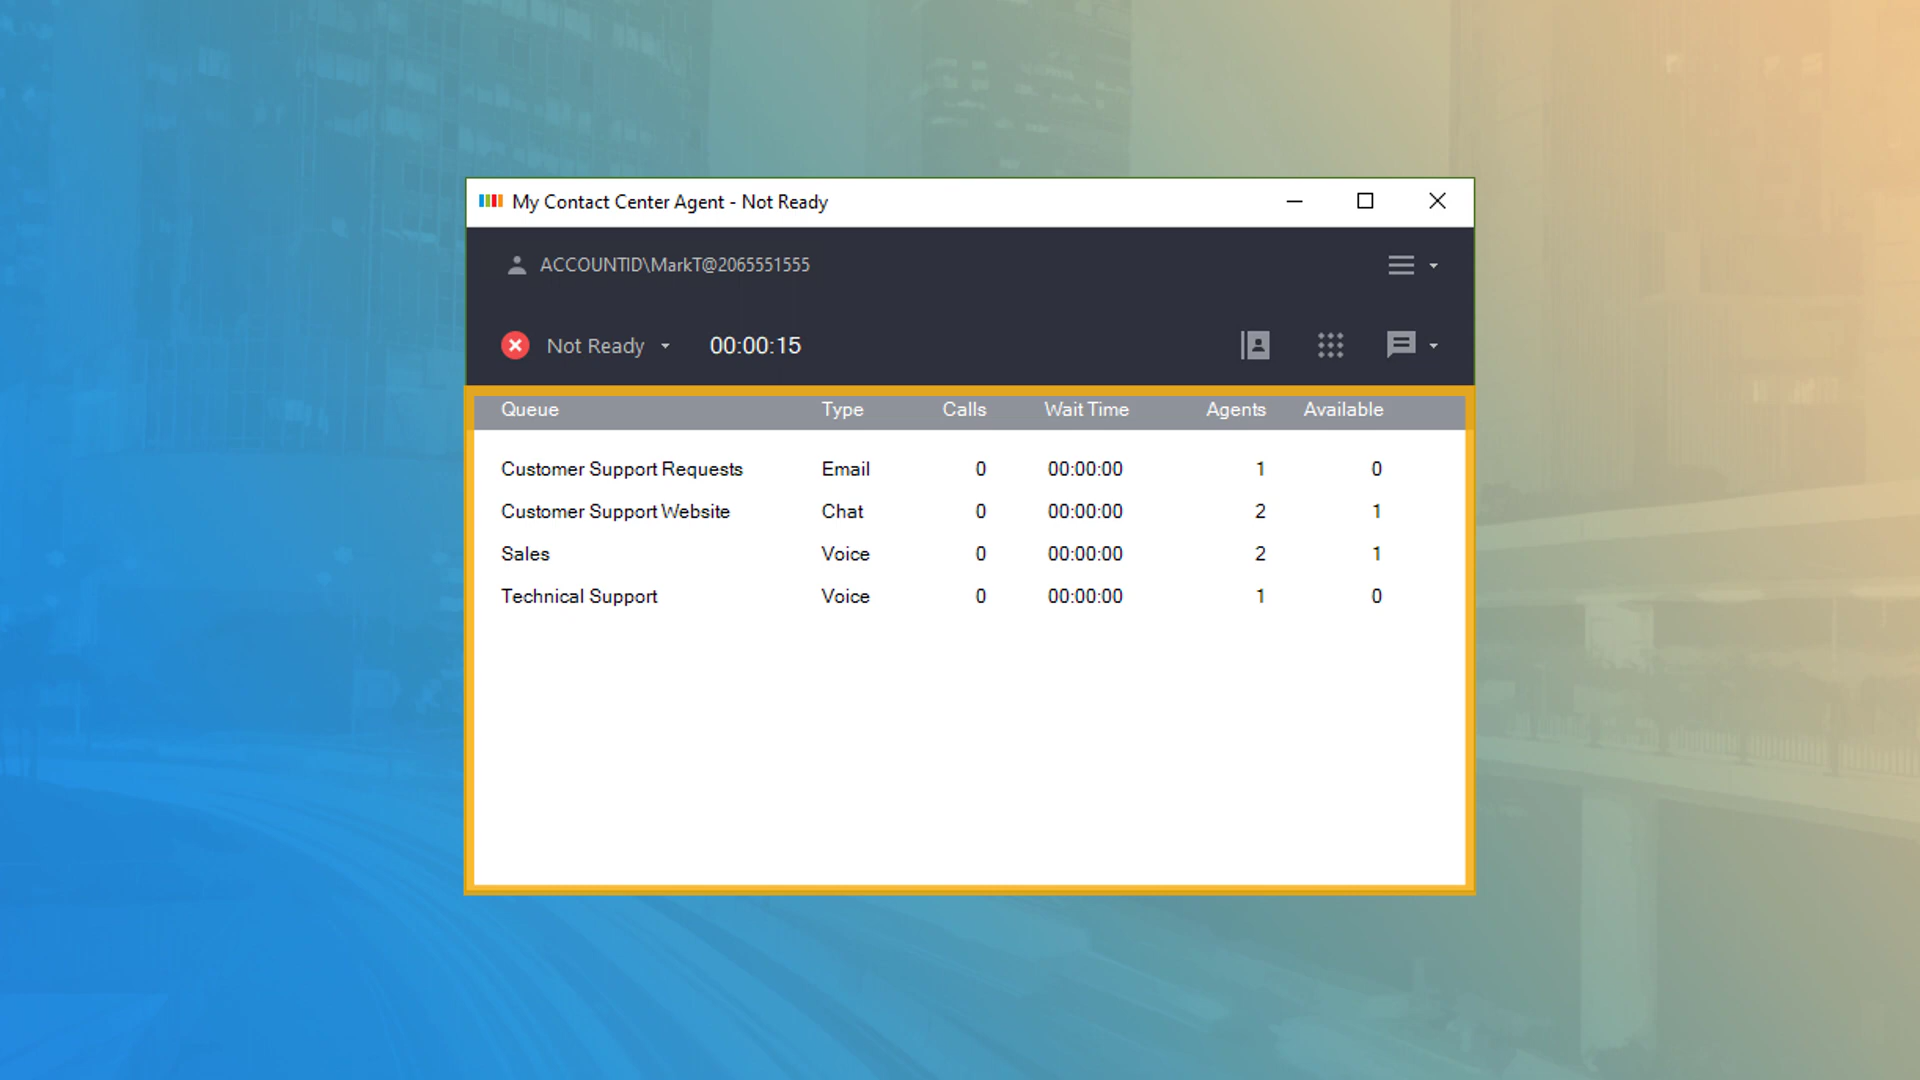 My Contact Center Agent - Not Ready
ACCOUNTID\MarkT@2065551555
Not Ready 00:00:15
Queue Type Calls Wait Time Agents Available
Customer Support Requests Email 0 00:00:00 1 0
Customer Support Website Chat 0 00:00:00 2 1
Sales Voice 0 00:00:00 2 1
Technical Support Voice 0 00:00:00 1 0